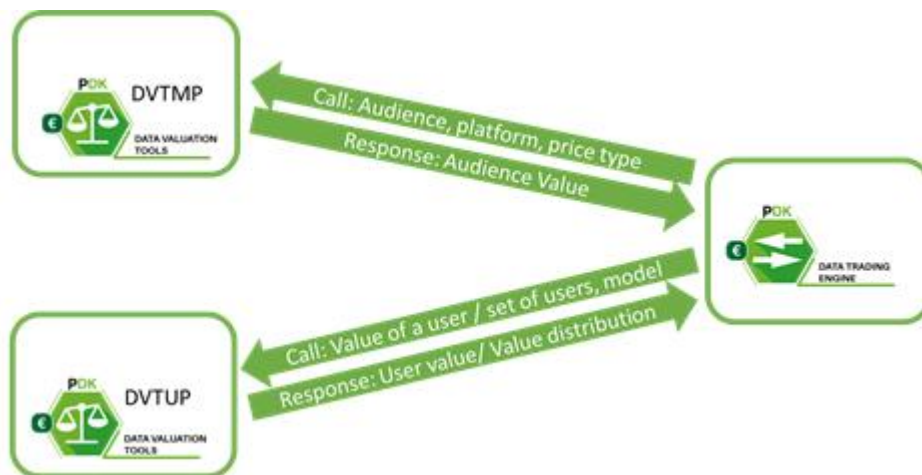 PDK
DVTMP
€
DATA VALUATION
TOOLS
Call: Audience, platform, price type
Response: Audience Value
PDK
€
DATA TRADING
ENGINE
Call: Value of a user / set of users, model
Response: User value/ Value distribution
PDK
DVTUP
€
DATA VALUATION
TOOLS